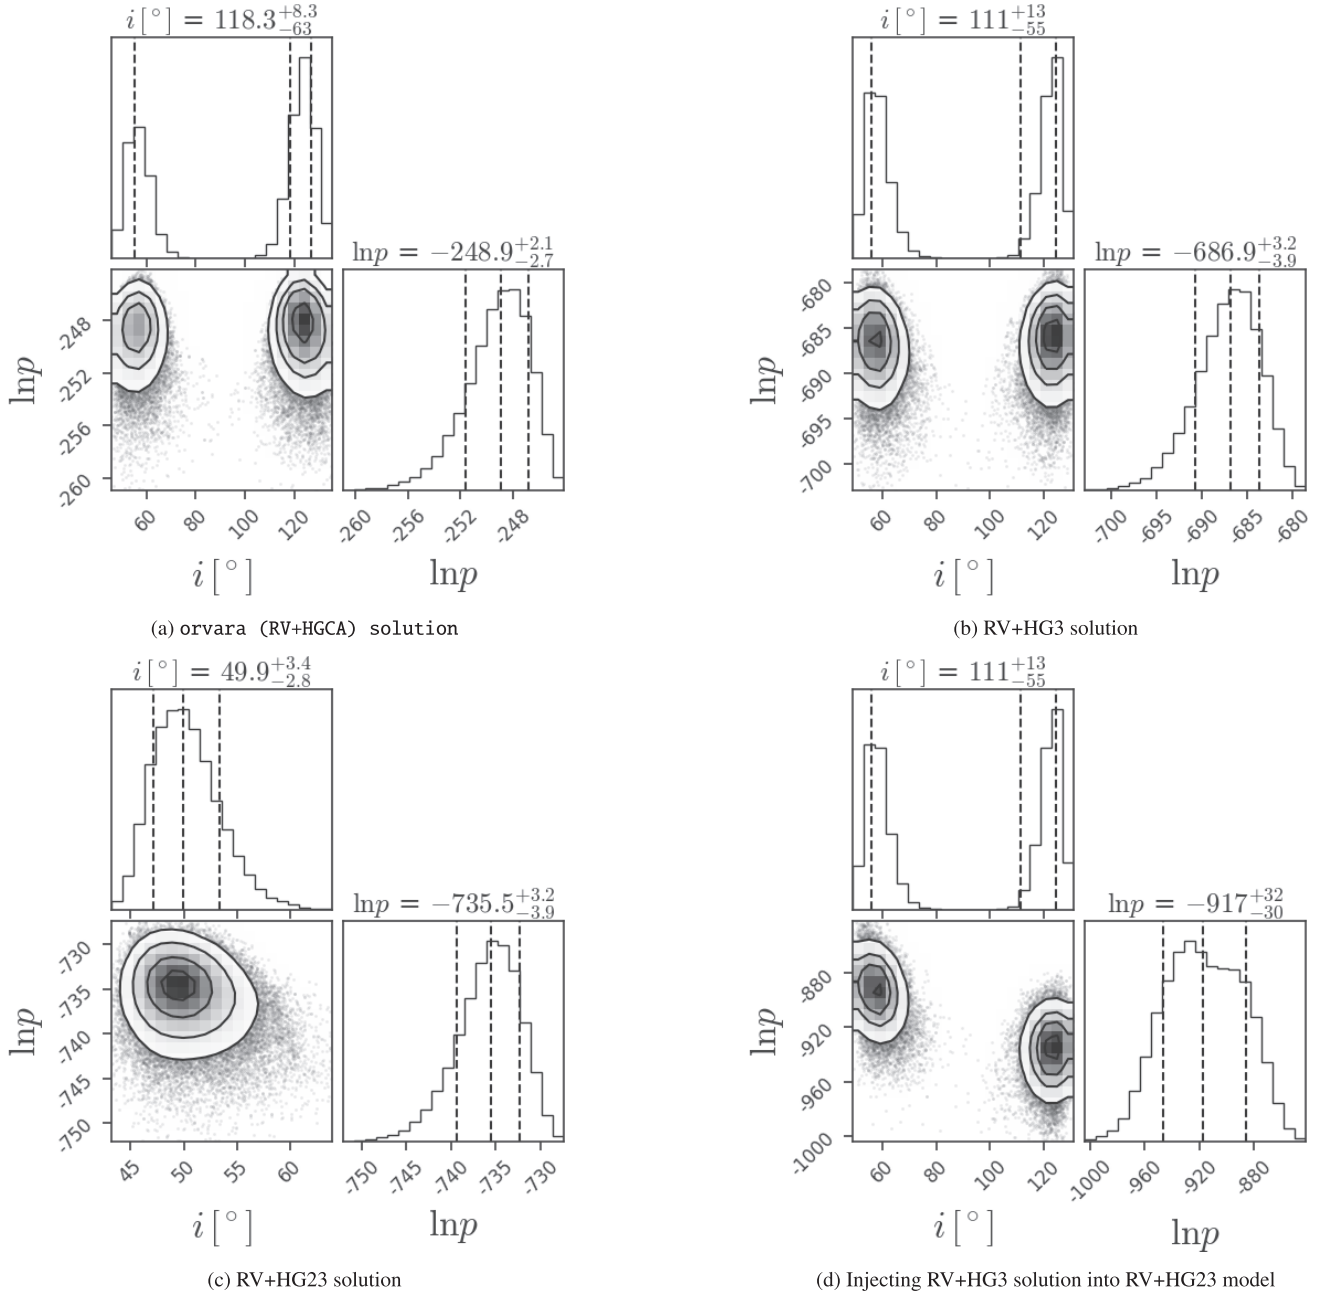 i [°] = 118.3 +8.3 −63
lnp = −248.9 +2.1 −2.7
lnp
-248
-252
-256
-260
60 80 100 120
-260 -256 -252 -248
i [°]
lnp
(a) orvara (RV+HGCA) solution
i [°] = 111 +13 −55
lnp = −686.9 +3.2 −3.9
lnp
-680
-685
-690
-695
-700
60 80 100 120
-700 -695 -690 -685 -680
i [°]
lnp
(b) RV+HG3 solution
i [°] = 49.9 +3.4 −2.8
lnp = −735.5 +3.2 −3.9
lnp
-730
-735
-740
-745
-750
45 50 55 60
-750 -745 -740 -735 -730
i [°]
lnp
(c) RV+HG23 solution
i [°] = 111 +13 −55
lnp = −917 +32 −30
lnp
-880
-920
-960
-1000
60 80 100 120
-1000 -960 -920 -880
i [°]
lnp
(d) Injecting RV+HG3 solution into RV+HG23 model